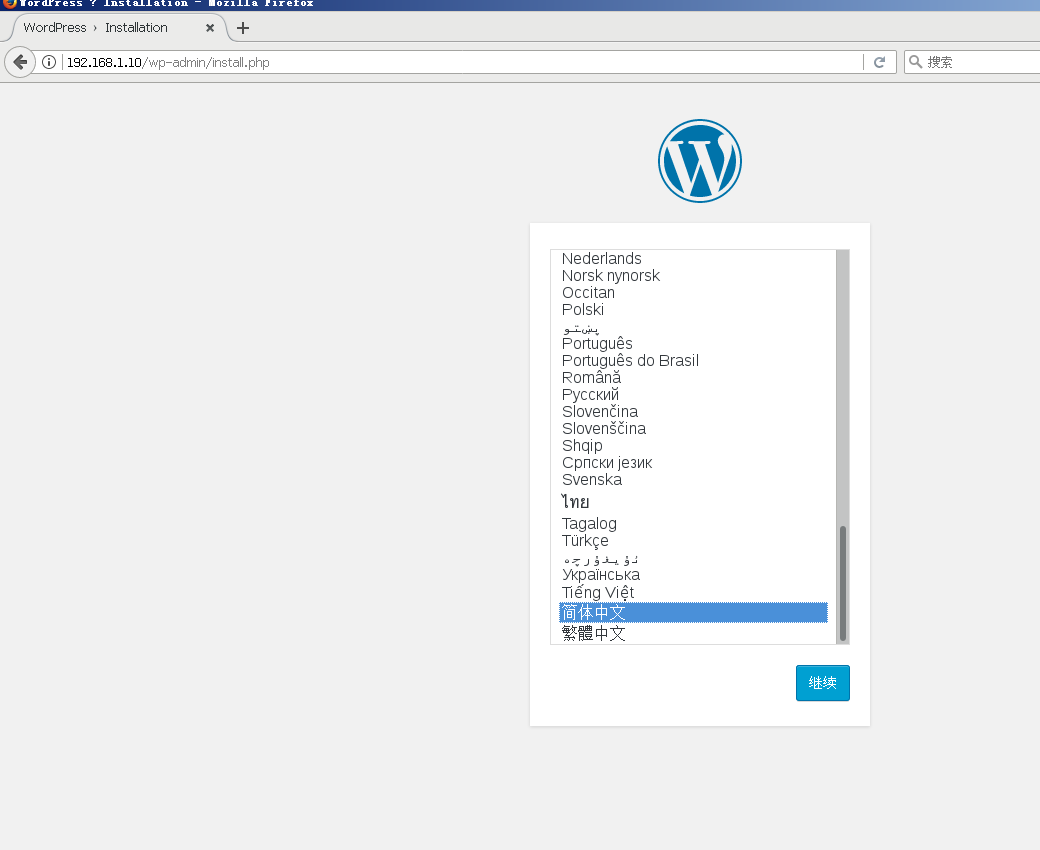 WordPress ? Installation - Mozilla Firefox
WordPress › Installation
192.168.1.10/wp-admin/install.php
搜索
Nederlands
Norsk nynorsk
Occitan
Polski
پښتو
Português
Português do Brasil
Română
Русский
Slovenčina
Slovenščina
Shqip
Српски језик
Svenska
ไทย
Tagalog
Türkçe
ئۇيغۇرچە
Українська
Tiếng Việt
简体中文
繁體中文
继续